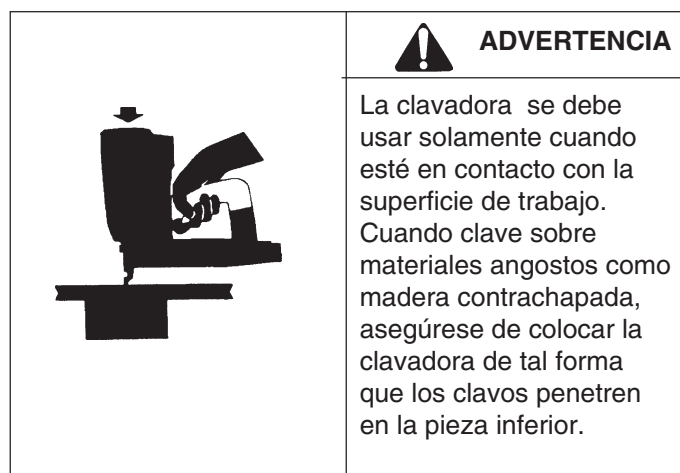 ADVERTENCIA
La clavadora  se debe
usar solamente cuando
esté en contacto con la
superficie de trabajo.
Cuando clave sobre
materiales angostos como
madera contrachapada,
asegúrese de colocar la
clavadora de tal forma
que los clavos penetren
en la pieza inferior.